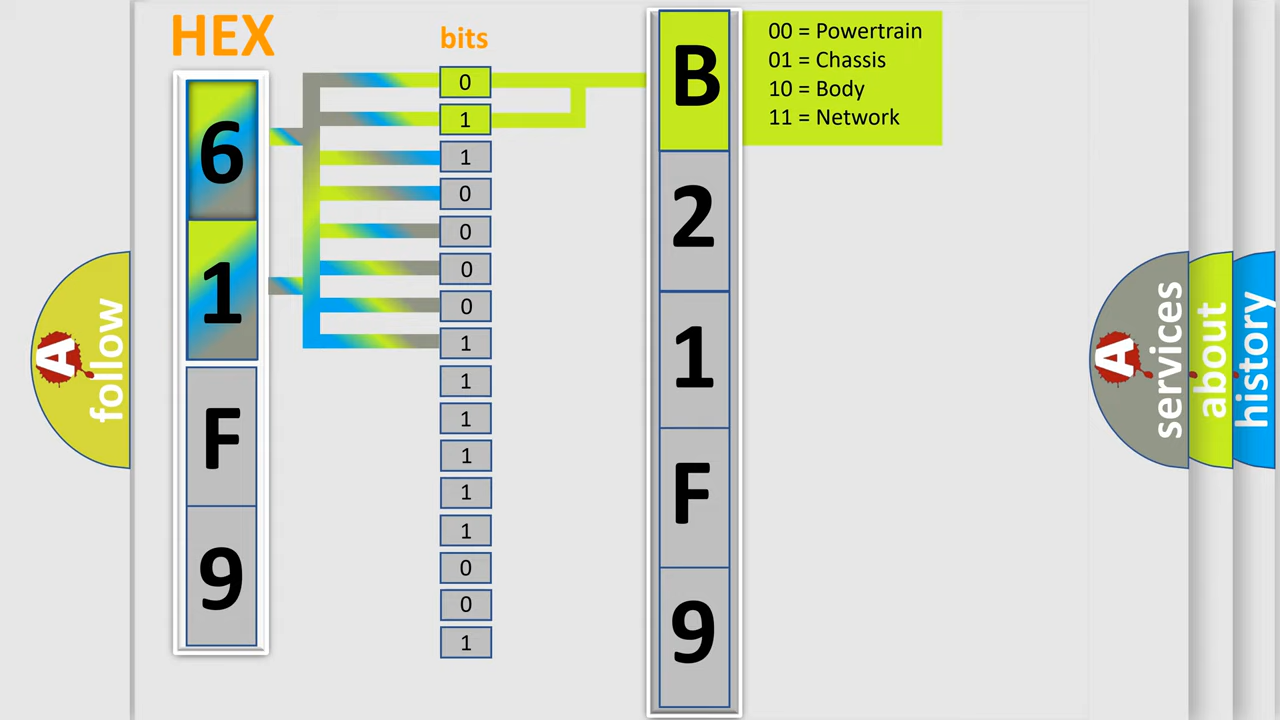 HEX
bits
6
1
F
9
0
1
1
0
0
0
0
1
1
1
1
1
1
0
0
1
B
2
1
F
9
00 = Powertrain
01 = Chassis
10 = Body
11 = Network
A
follow
A
services
about
history